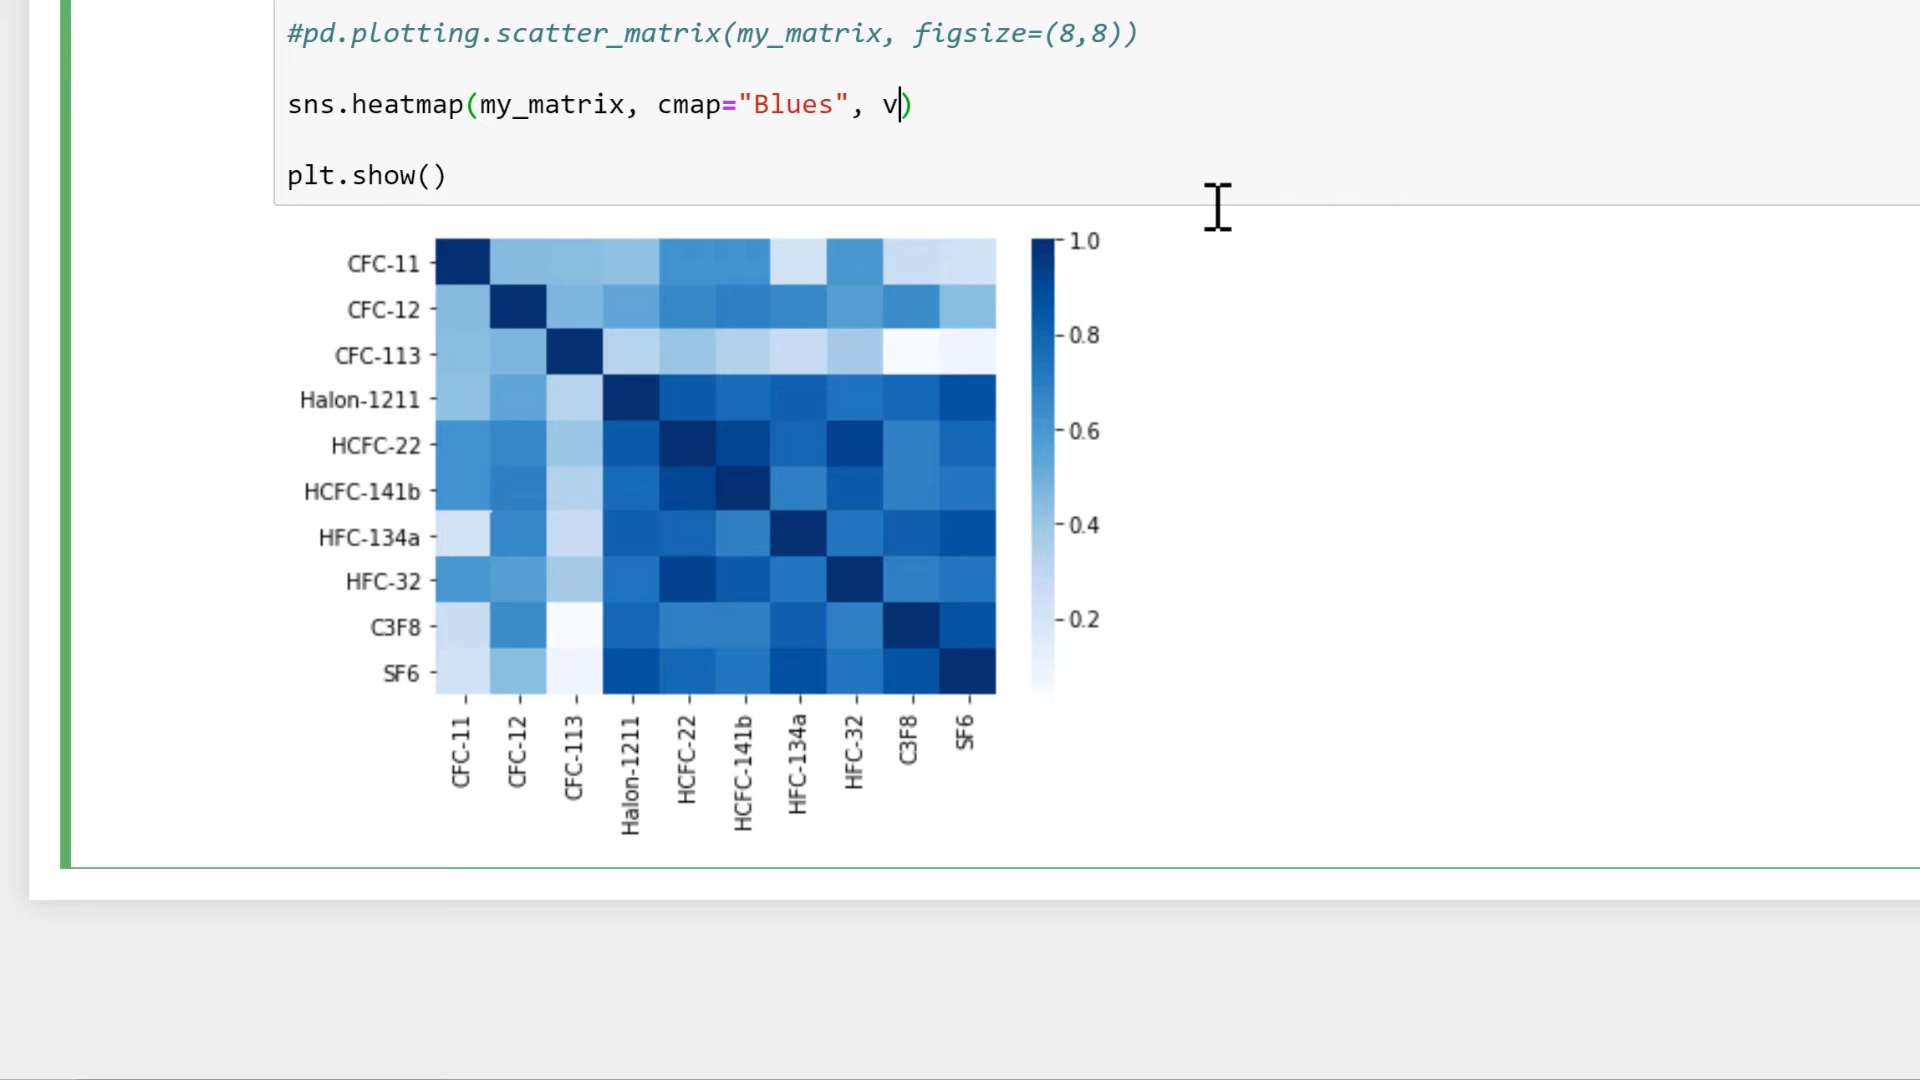 #pd.plotting.scatter_matrix(my_matrix, figsize=(8,8))
sns.heatmap(my_matrix, cmap="Blues", v)
plt.show()
CFC-11
CFC-12
CFC-113
Halon-1211
HCFC-22
HCFC-141b
HFC-134a
HFC-32
C3F8
SF6
1.0
0.8
0.6
0.4
0.2
CFC-11
CFC-12
CFC-113
Halon-1211
HCFC-22
HCFC-141b
HFC-134a
HFC-32
C3F8
SF6